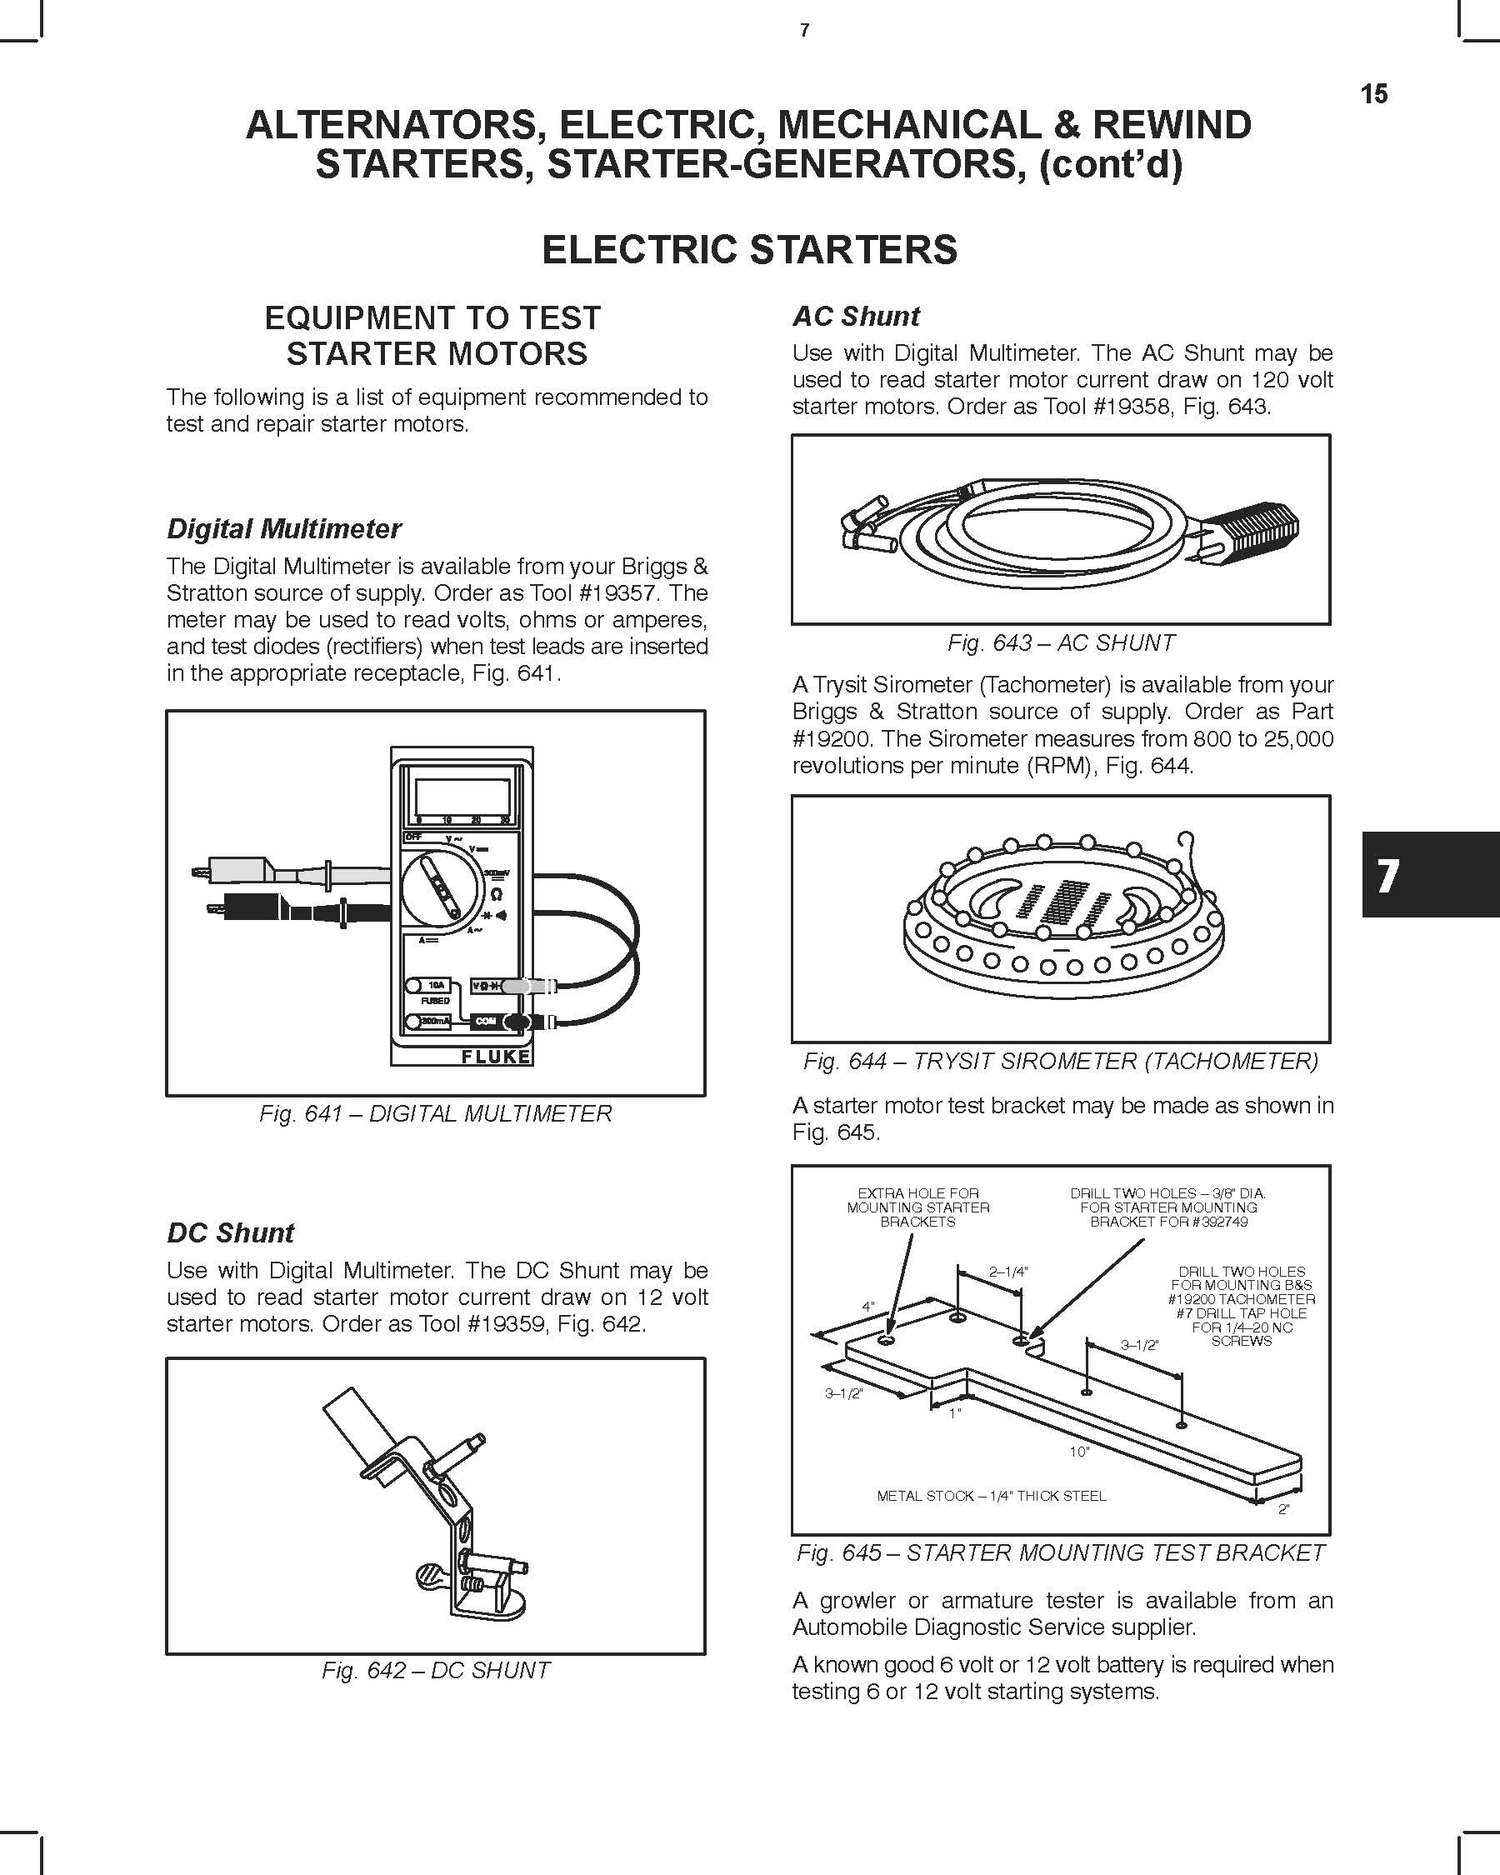 7
15
ALTERNATORS, ELECTRIC, MECHANICAL & REWIND
STARTERS, STARTER-GENERATORS, (cont’d)
ELECTRIC STARTERS
EQUIPMENT TO TEST
STARTER MOTORS
The following is a list of equipment recommended to
test and repair starter motors.
Digital Multimeter
The Digital Multimeter is available from your Briggs &
Stratton source of supply. Order as Tool #19357. The
meter may be used to read volts, ohms or amperes,
and test diodes (rectifiers) when test leads are inserted
in the appropriate receptacle, Fig. 641.
0 10 20 30
OFF
V~
V
300mV
Ω
A~
A
10A
VΩ
FUSED
300mA
COM
FLUKE
Fig. 641 – DIGITAL MULTIMETER
DC Shunt
Use with Digital Multimeter. The DC Shunt may be
used to read starter motor current draw on 12 volt
starter motors. Order as Tool #19359, Fig. 642.
Fig. 642 – DC SHUNT
AC Shunt
Use with Digital Multimeter. The AC Shunt may be
used to read starter motor current draw on 120 volt
starter motors. Order as Tool #19358, Fig. 643.
Fig. 643 – AC SHUNT
A Trysit Sirometer (Tachometer) is available from your
Briggs & Stratton source of supply. Order as Part
#19200. The Sirometer measures from 800 to 25,000
revolutions per minute (RPM), Fig. 644.
Fig. 644 – TRYSIT SIROMETER (TACHOMETER)
A starter motor test bracket may be made as shown in
Fig. 645.
EXTRA HOLE FOR
MOUNTING STARTER
BRACKETS
DRILL TWO HOLES – 3/8" DIA.
FOR STARTER MOUNTING
BRACKET FOR #392749
DRILL TWO HOLES
FOR MOUNTING B&S
#19200 TACHOMETER
#7 DRILL TAP HOLE
FOR 1/4–20 NC
SCREWS
2–1/4"
4"
3–1/2"
3–1/2"
1"
10"
2"
METAL STOCK – 1/4" THICK STEEL
Fig. 645 – STARTER MOUNTING TEST BRACKET
A growler or armature tester is available from an
Automobile Diagnostic Service supplier.
A known good 6 volt or 12 volt battery is required when
testing 6 or 12 volt starting systems.
7